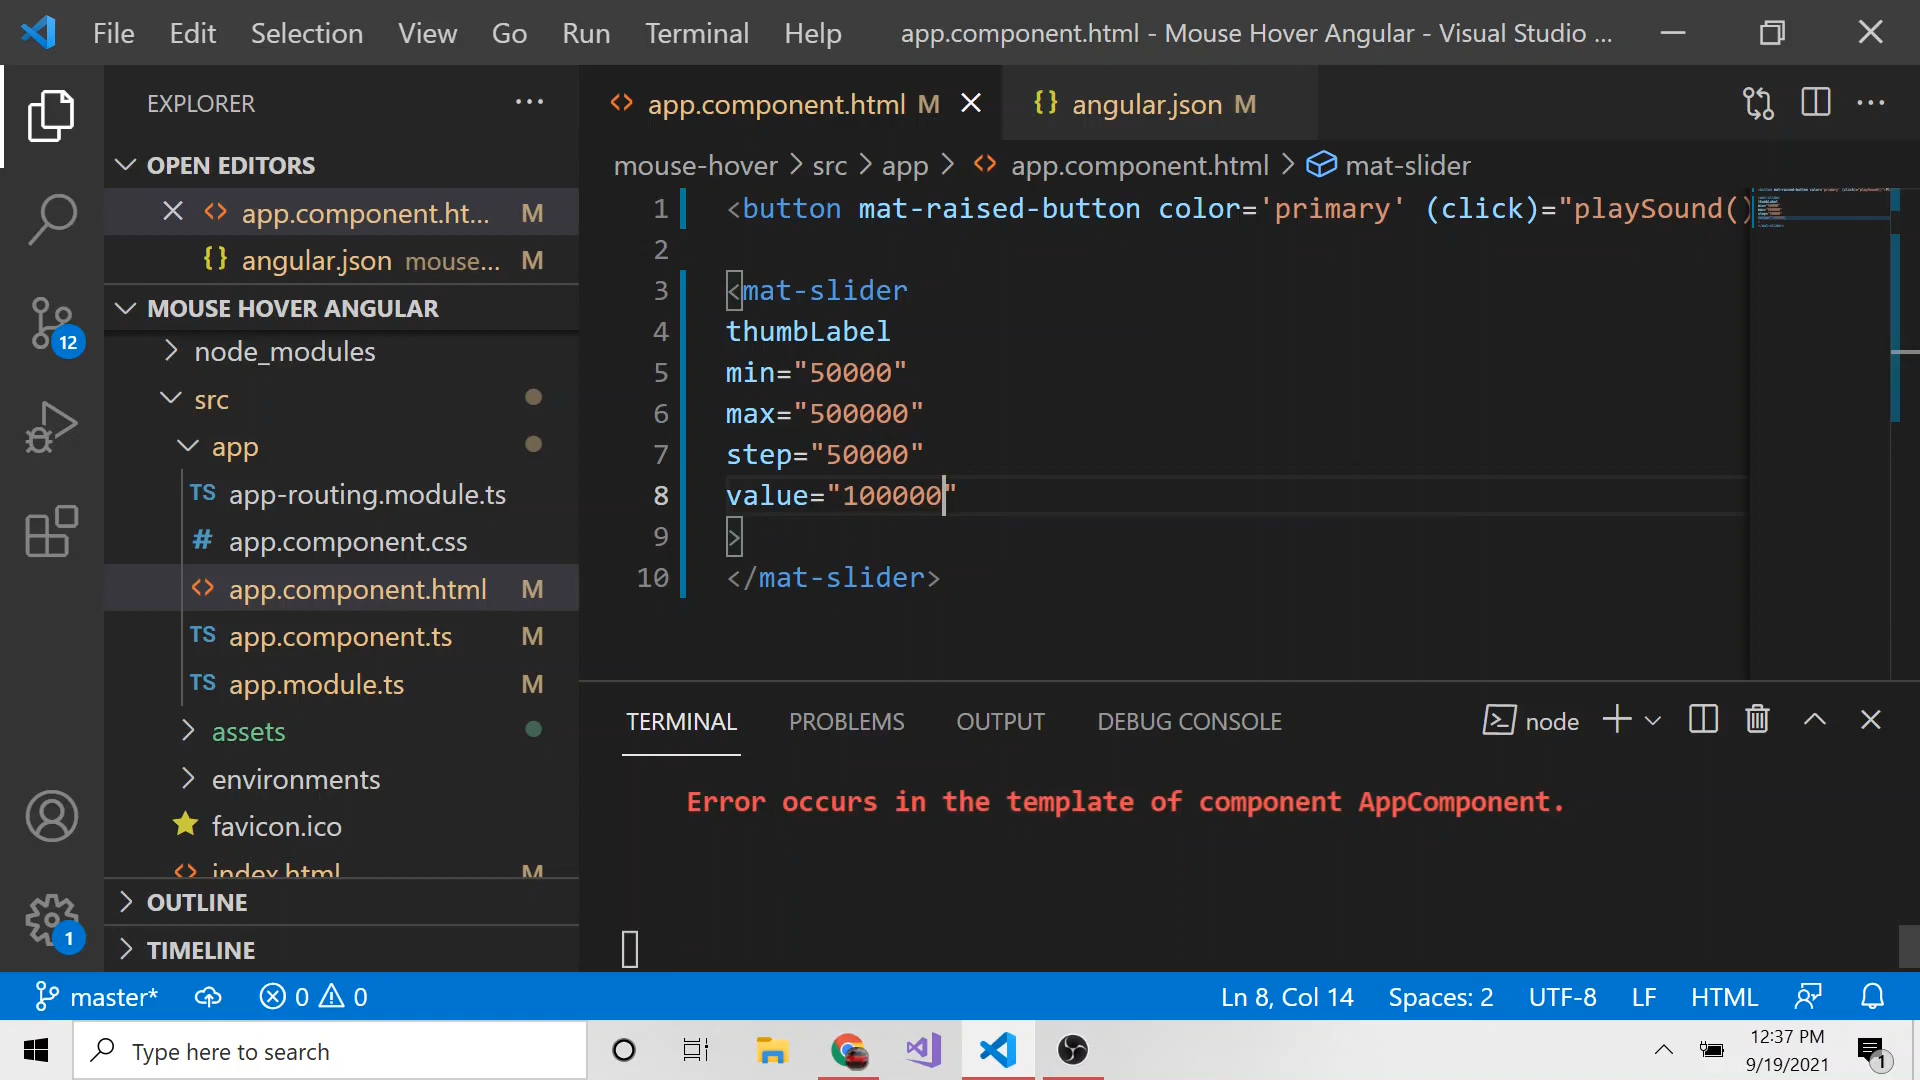 File Edit Selection View Go Run Terminal Help app.component.html - Mouse Hover Angular - Visual Studio ...
EXPLORER
OPEN EDITORS
app.component.ht... M
angular.json mouse... M
MOUSE HOVER ANGULAR
node_modules
src
app
TS app-routing.module.ts
# app.component.css
<> app.component.html M
TS app.component.ts M
TS app.module.ts M
assets
environments
favicon.ico
index.html M
OUTLINE
TIMELINE
12
1
<> app.component.html M
{} angular.json M
mouse-hover > src > app > <> app.component.html > mat-slider
1 <button mat-raised-button color='primary' (click)="playSound()
2
3 <mat-slider
4 thumbLabel
5 min="50000"
6 max="500000"
7 step="50000"
8 value="100000"
9 >
10 </mat-slider>
TERMINAL PROBLEMS OUTPUT DEBUG CONSOLE node
Error occurs in the template of component AppComponent.
master* 0 0 Ln 8, Col 14 Spaces: 2 UTF-8 LF HTML
Type here to search
12:37 PM
9/19/2021
1